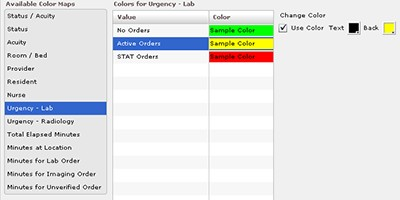 Available Color Maps
Status / Acuity
Status
Acuity
Room / Bed
Provider
Resident
Nurse
Urgency - Lab
Urgency - Radiology
Total Elapsed Minutes
Minutes at Location
Minutes for Lab Order
Minutes for Imaging Order
Minutes for Unverified Order
Colors for Urgency - Lab
Value Color
No Orders Sample Color
Active Orders Sample Color
STAT Orders Sample Color
Change Color
Use Color Text Back